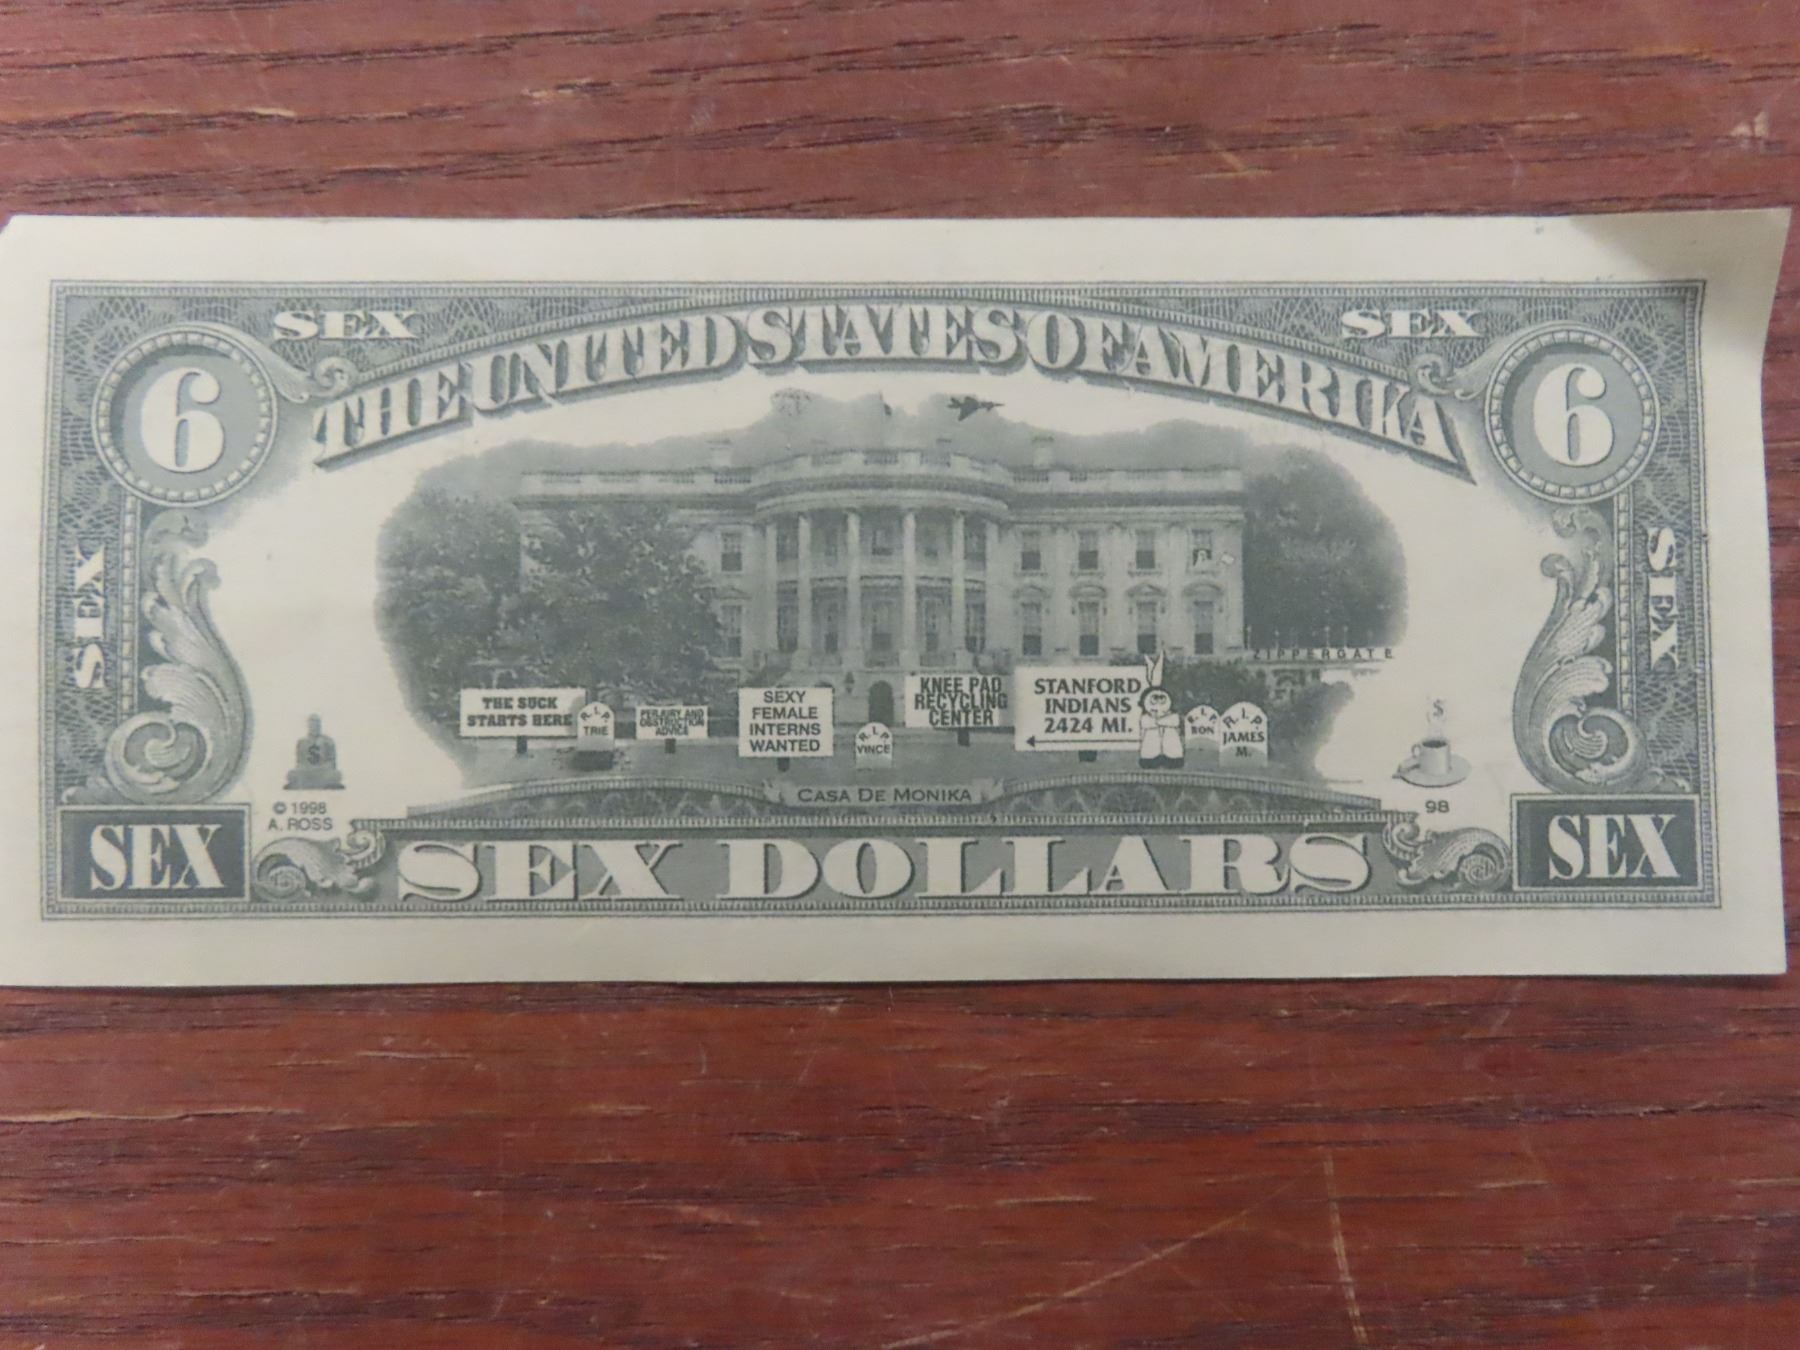 SEX
SEX
6
THE UNITED STATES OF AMERIKA
6
SEX
SEX
ZIPPERGATE
THE SUCK
STARTS HERE
R.I.P.
TRIE
PERJURY AND
OBSTRUCTION
ADVICE
SEXY
FEMALE
INTERNS
WANTED
R.I.P.
VINCE
KNEE PAD
RECYCLING
CENTER
STANFORD
INDIANS
2424 MI.
R.I.P.
RON
R.I.P.
JAMES
M.
$
$
CASA DE MONIKA
© 1998
A. ROSS
98
SEX
SEX DOLLARS
SEX